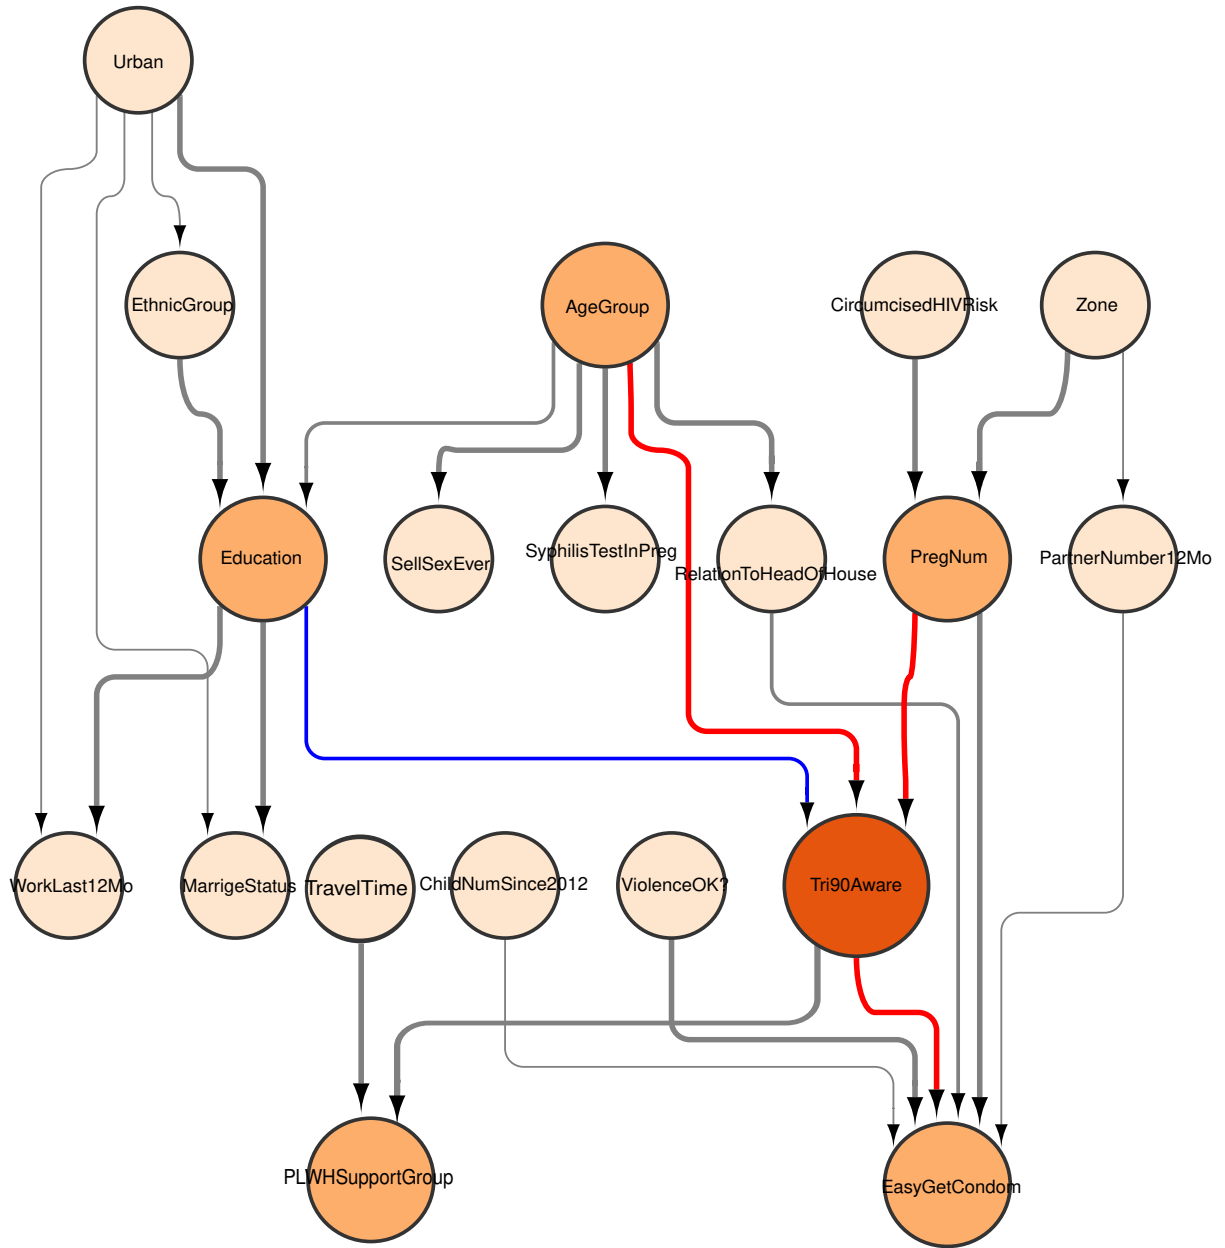 Urban
EthnicGroup
AgeGroup
CircumcisedHIVRisk
Zone
Education
SellSexEver
SyphilisTestInPreg
RelationToHeadOfHouse
PregNum
PartnerNumber12Mo
WorkLast12Mo
MarrigeStatus
TravelTime
ChildNumSince2012
ViolenceOK?
Tri90Aware
PLWHSupportGroup
EasyGetCondom